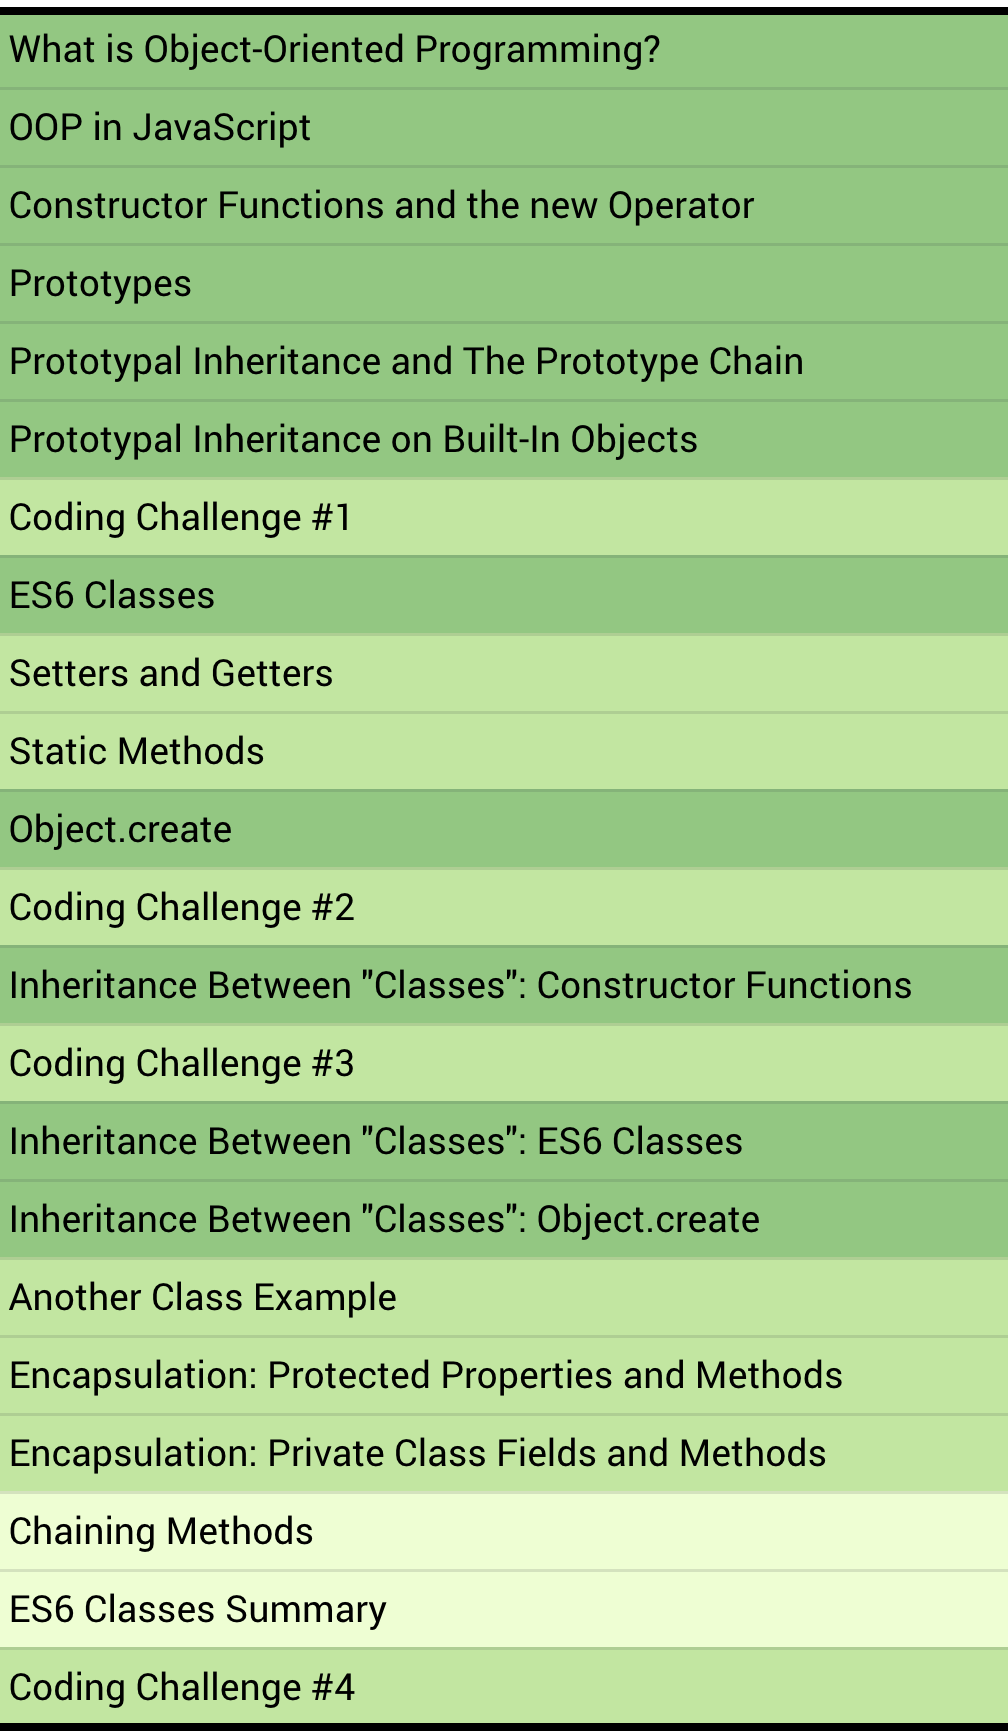 What is Object-Oriented Programming?
OOP in JavaScript
Constructor Functions and the new Operator
Prototypes
Prototypal Inheritance and The Prototype Chain
Prototypal Inheritance on Built-In Objects
Coding Challenge #1
ES6 Classes
Setters and Getters
Static Methods
Object.create
Coding Challenge #2
Inheritance Between "Classes": Constructor Functions
Coding Challenge #3
Inheritance Between "Classes": ES6 Classes
Inheritance Between "Classes": Object.create
Another Class Example
Encapsulation: Protected Properties and Methods
Encapsulation: Private Class Fields and Methods
Chaining Methods
ES6 Classes Summary
Coding Challenge #4